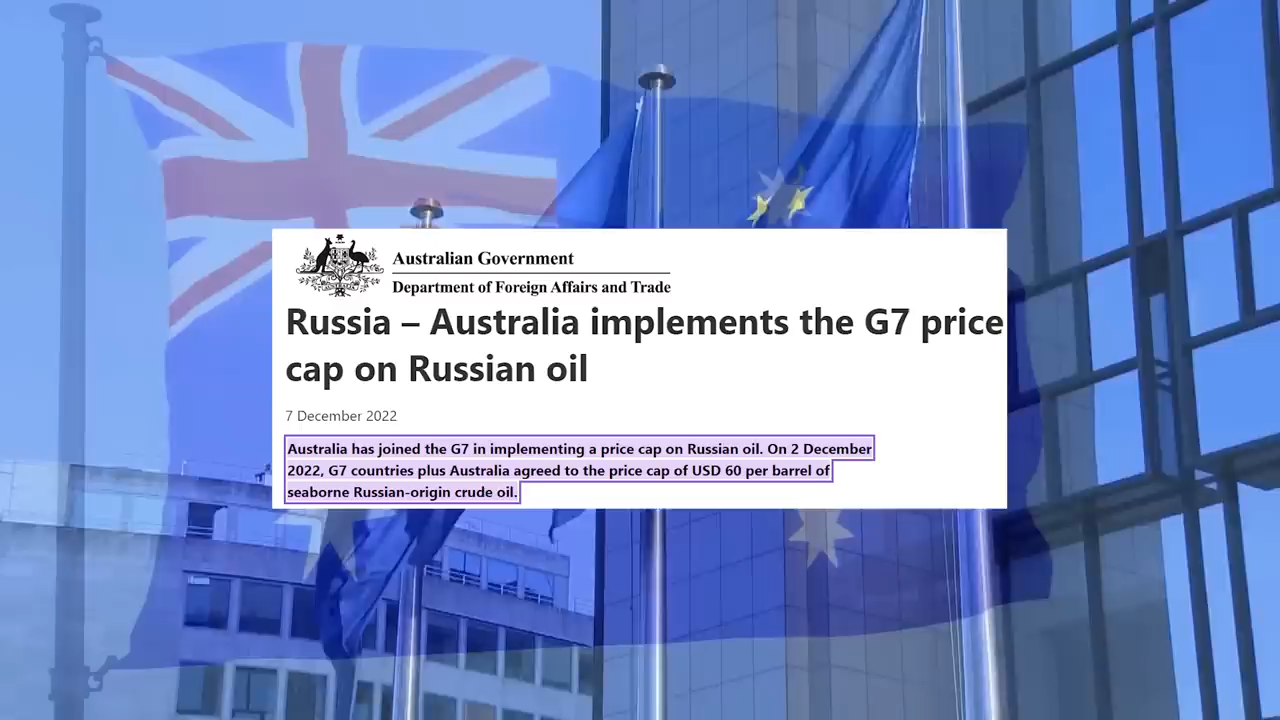 Australian Government
Department of Foreign Affairs and Trade
Russia – Australia implements the G7 price
cap on Russian oil
7 December 2022
Australia has joined the G7 in implementing a price cap on Russian oil. On 2 December
2022, G7 countries plus Australia agreed to the price cap of USD 60 per barrel of
seaborne Russian-origin crude oil.